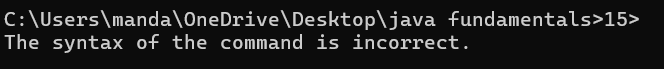 C:\Users\manda\OneDrive\Desktop\java fundamentals>15>
The syntax of the command is incorrect.